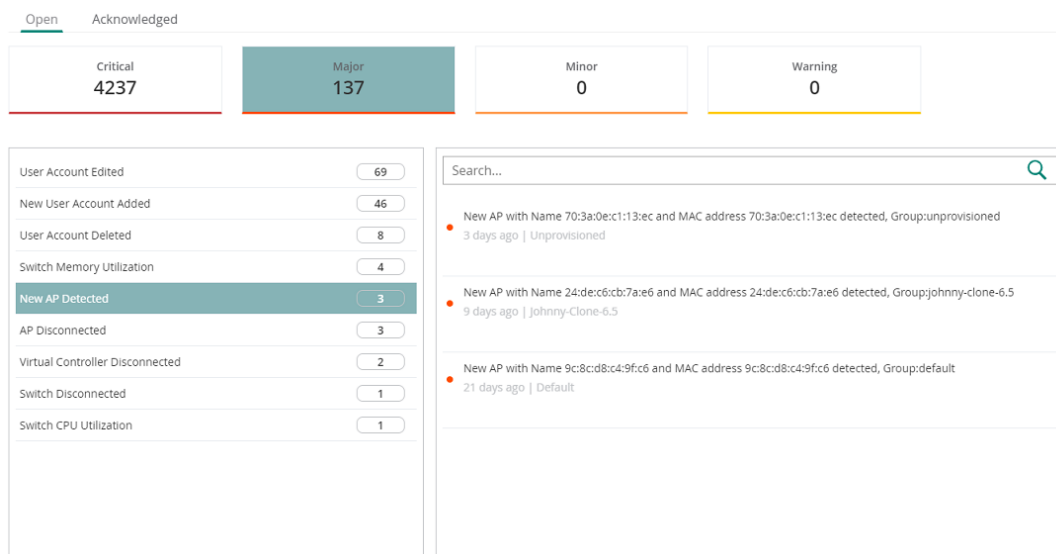 Open Acknowledged
Critical Major Minor Warning
4237 137 0 0
User Account Edited 69
New User Account Added 46
User Account Deleted 8
Switch Memory Utilization 4
New AP Detected 3
AP Disconnected 3
Virtual Controller Disconnected 2
Switch Disconnected 1
Switch CPU Utilization 1
Search...
New AP with Name 70:3a:0e:c1:13:ec and MAC address 70:3a:0e:c1:13:ec detected, Group:unprovisioned
3 days ago | Unprovisioned
New AP with Name 24:de:c6:cb:7a:e6 and MAC address 24:de:c6:cb:7a:e6 detected, Group:johnny-clone-6.5
9 days ago | Johnny-Clone-6.5
New AP with Name 9c:8c:d8:c4:9f:c6 and MAC address 9c:8c:d8:c4:9f:c6 detected, Group:default
21 days ago | Default